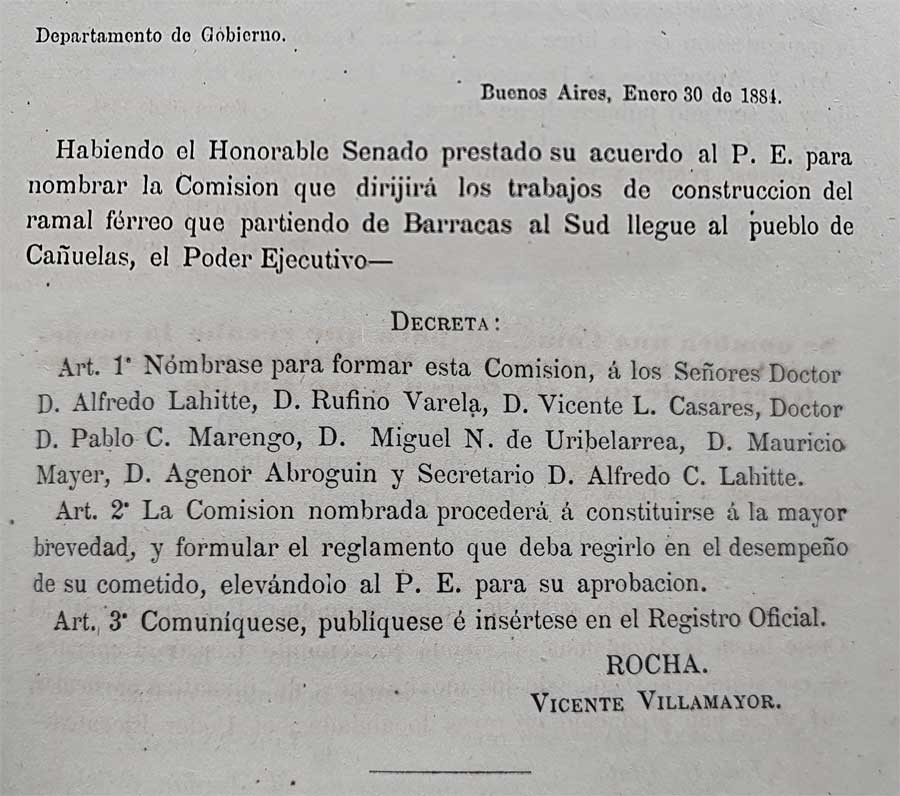 Departamento de Gobierno.
Buenos Aires, Enero 30 de 1884.
Habiendo el Honorable Senado prestado su acuerdo al P. E. para
nombrar la Comision que dirijirá los trabajos de construccion del
ramal férreo que partiendo de Barracas al Sud llegue al pueblo de
Cañuelas, el Poder Ejecutivo—
DECRETA:
Art. 1° Nómbrase para formar esta Comision, á los Señores Doctor
D. Alfredo Lahitte, D. Rufino Varela, D. Vicente L. Casares, Doctor
D. Pablo C. Marengo, D. Miguel N. de Uribelarrea, D. Mauricio
Mayer, D. Agenor Abroguin y Secretario D. Alfredo C. Lahitte.
Art. 2° La Comision nombrada procederá á constituirse á la mayor
brevedad, y formular el reglamento que deba regirlo en el desempeño
de su cometido, elevándolo al P. E. para su aprobacion.
Art. 3° Comuníquese, publíquese é insértese en el Registro Oficial.
ROCHA.
VICENTE VILLAMAYOR.